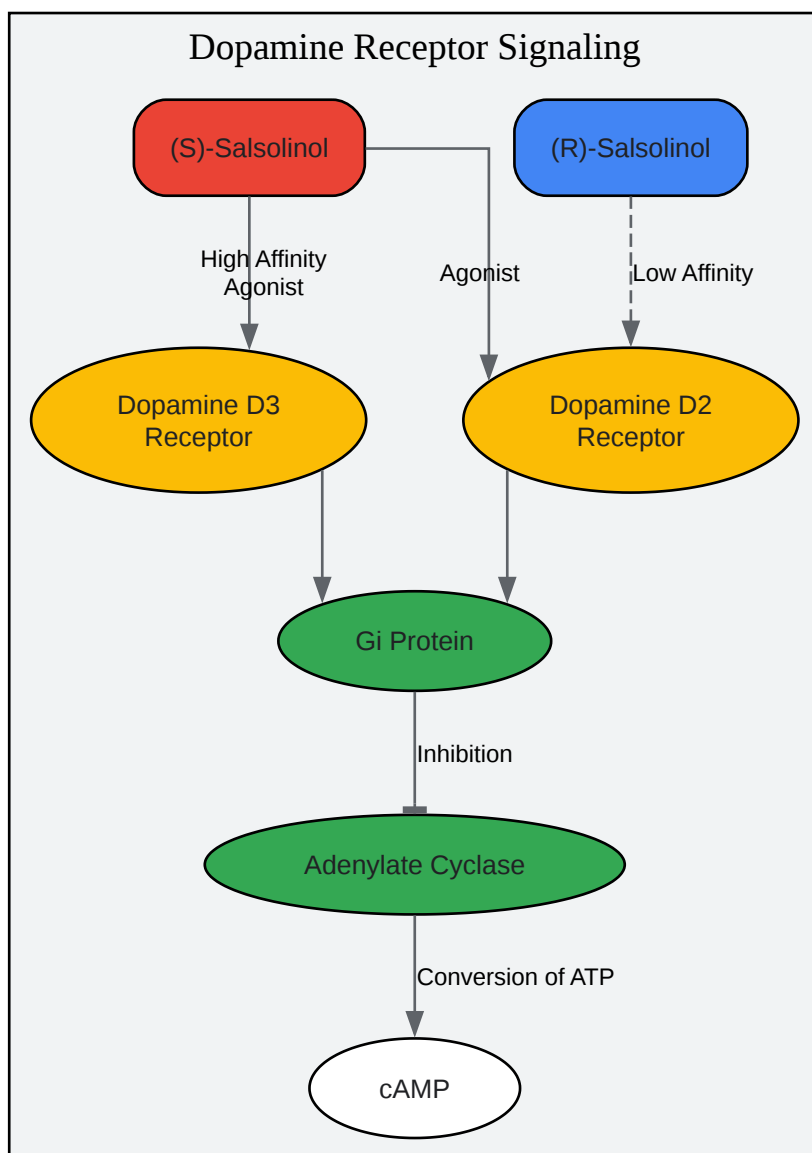 Dopamine Receptor Signaling
(S)-Salsolinol
(R)-Salsolinol
High Affinity
Agonist
Agonist
Low Affinity
Dopamine D3
Receptor
Dopamine D2
Receptor
Gi Protein
Inhibition
Adenylate Cyclase
Conversion of ATP
cAMP